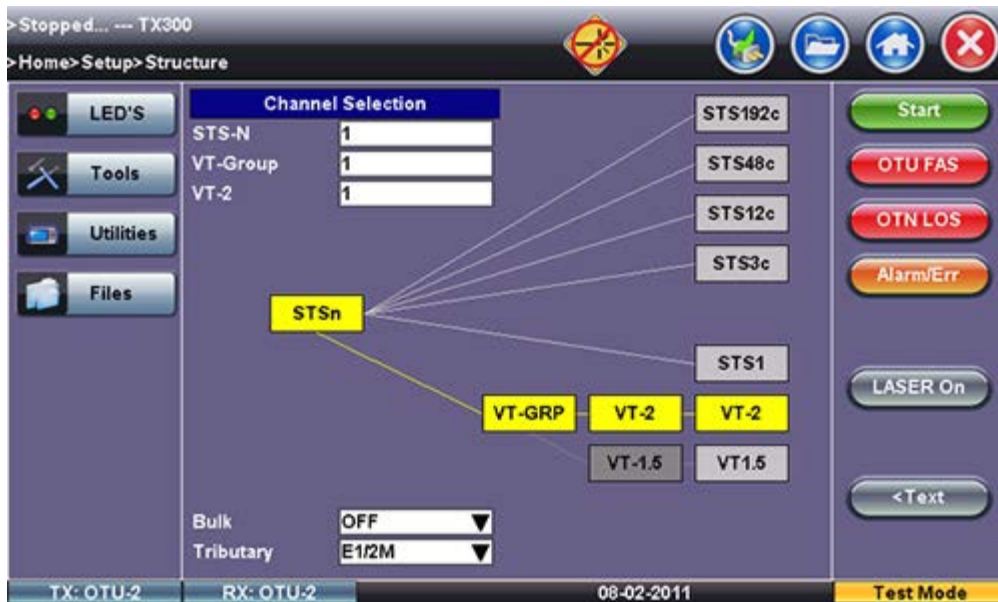 >Stopped... --- TX300
>Home>Setup>Structure
LED'S
Tools
Utilities
Files
Channel Selection
STS-N 1
VT-Group 1
VT-2 1
STS192c
STS48c
STS12c
STS3c
STSn
STS1
VT-GRP VT-2 VT-2
VT-1.5 VT1.5
Bulk OFF
Tributary E1/2M
Start
OTU FAS
OTN LOS
Alarm/Err
LASER On
<Text
TX: OTU-2 RX: OTU-2 08-02-2011 Test Mode